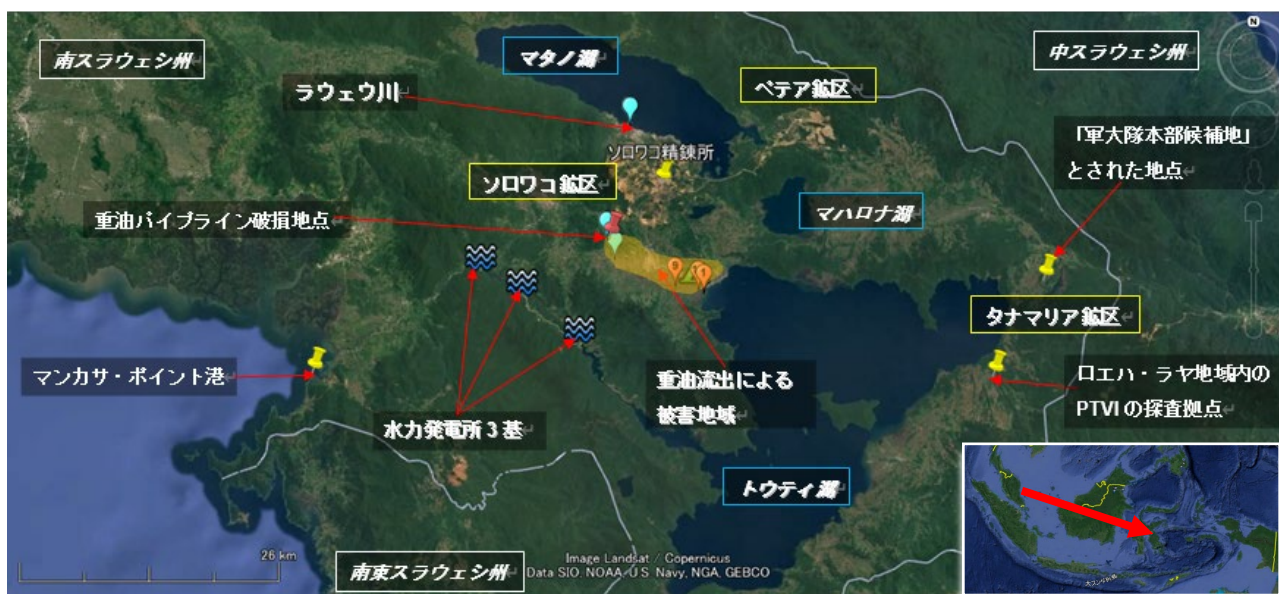 南スラウェシ州
マタノ湖
中スラウェシ州
N
ラウェウ川
ペテア鉱区
「軍大隊本部候補地」
とされた地点
ソロワコ精錬所
ソロワコ鉱区
マハロナ湖
重油パイプライン破損地点
9
1
タナマリア鉱区
マンカサ・ポイント港
重油流出による
被害地域
ロエハ・ラヤ地域内の
PTVIの探査拠点
水力発電所3基
トウティ湖
26 km
南東スラウェシ州
Image Landsat / Copernicus
Data SIO, NOAA, U.S. Navy, NGA, GEBCO